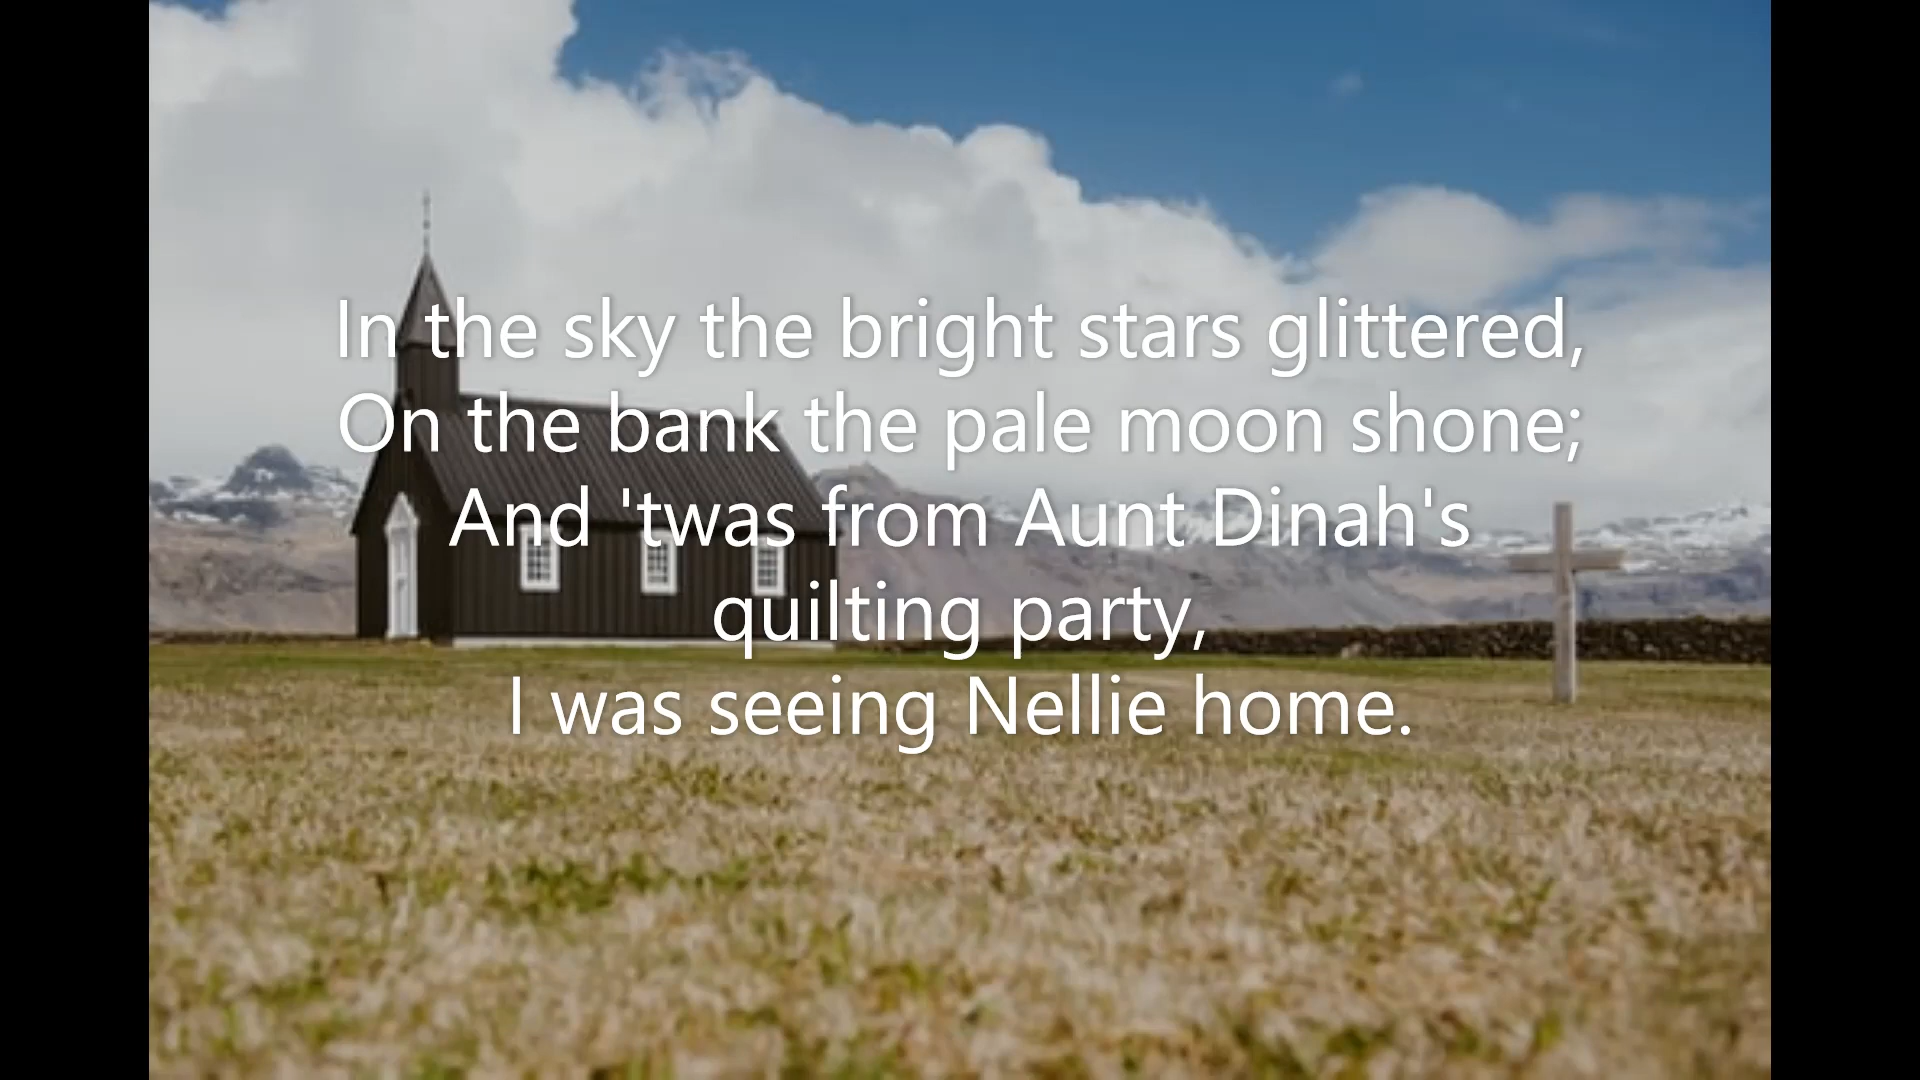 In the sky the bright stars glittered,
On the bank the pale moon shone;
And 'twas from Aunt Dinah's
quilting party,
I was seeing Nellie home.